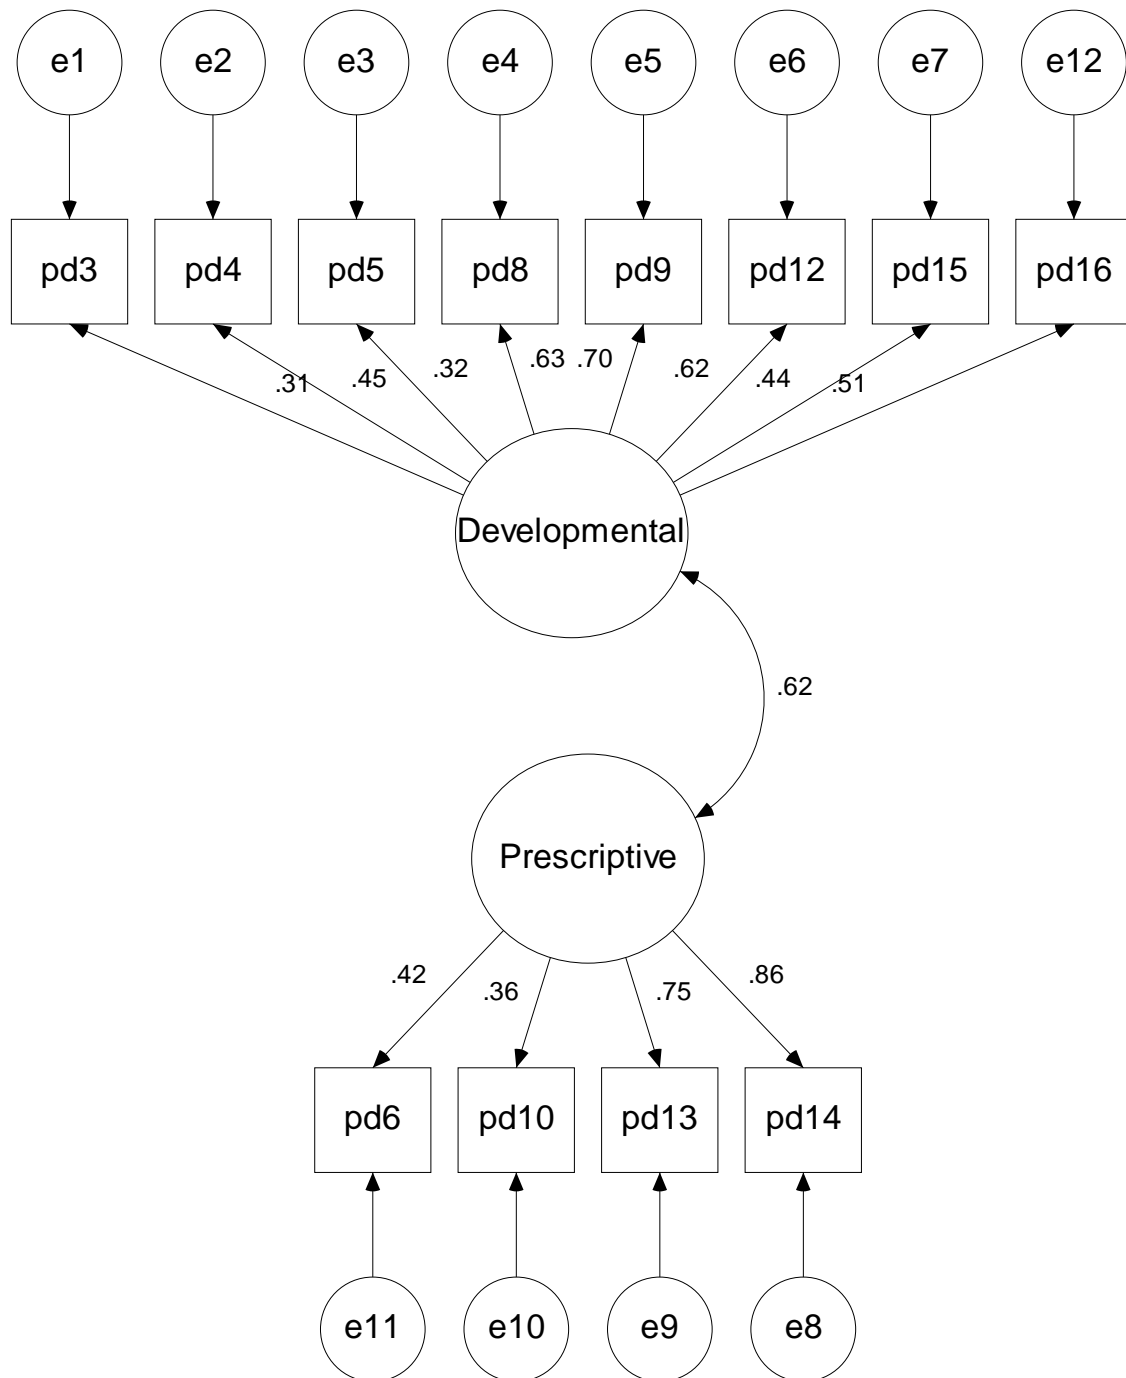 e1 e2 e3 e4 e5 e6 e7 e12
pd3 pd4 pd5 pd8 pd9 pd12 pd15 pd16
.31 .45 .32 .63 .70 .62 .44 .51
Developmental
.62
Prescriptive
.42 .36 .75 .86
pd6 pd10 pd13 pd14
e11 e10 e9 e8